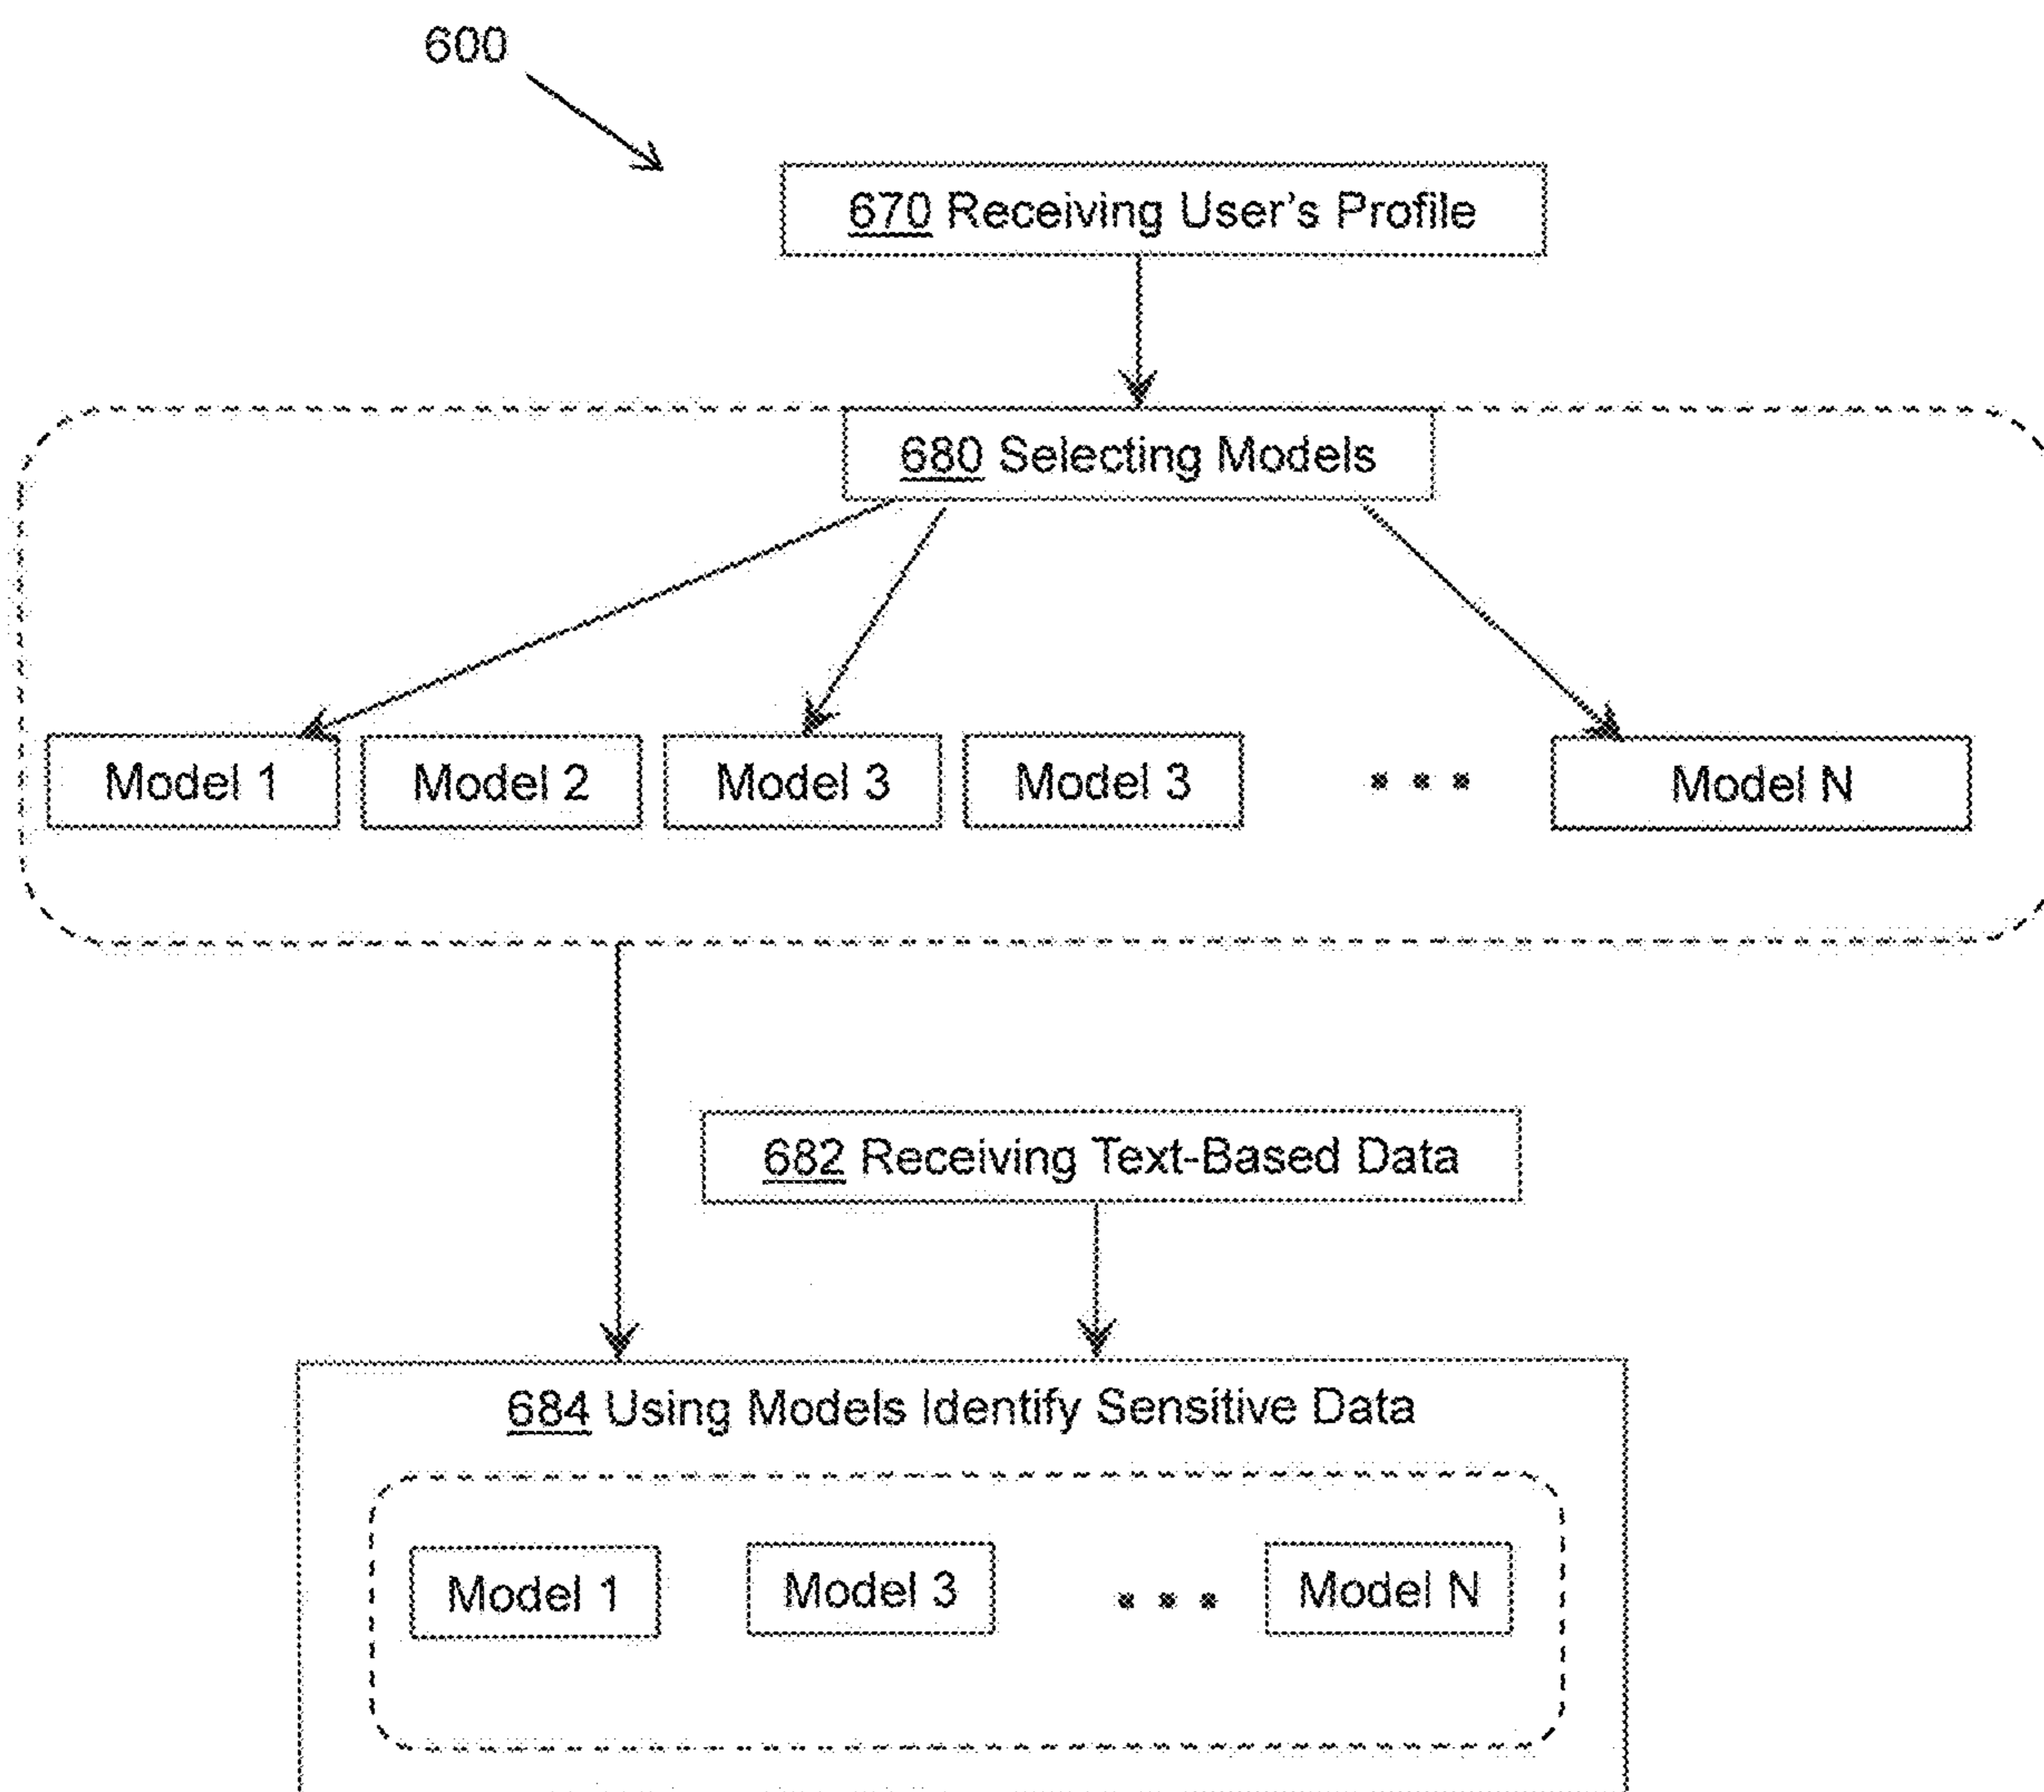 600
670 Receiving User's Profile
680 Selecting Models
Model 1 Model 2 Model 3 Model 3 ... Model N
682 Receiving Text-Based Data
684 Using Models Identify Sensitive Data
Model 1 Model 3 ... Model N